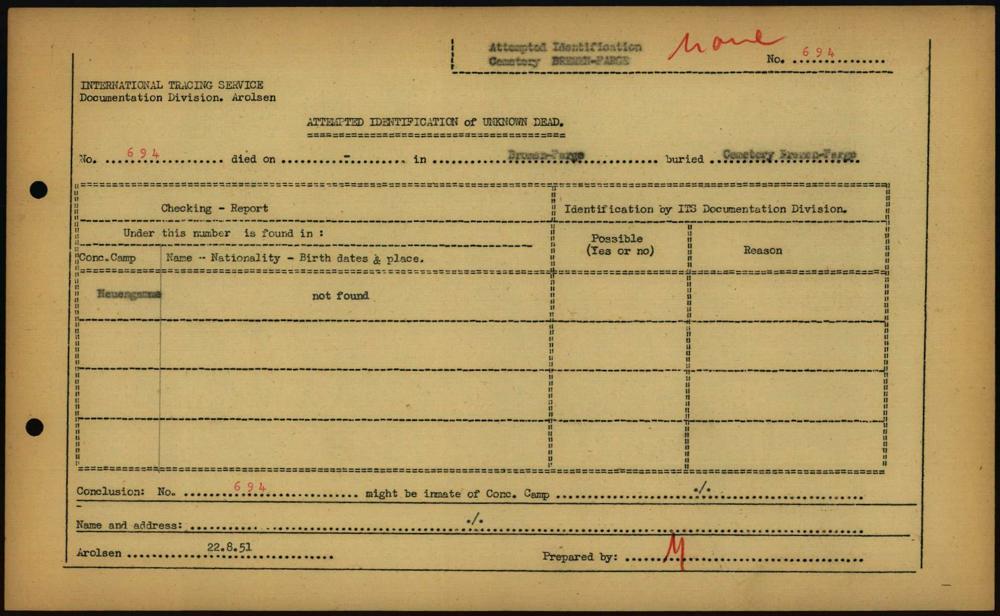 Attempted Identification
Cemetery BREMEN-FARGE
None
No. 694
INTERNATIONAL TRACING SERVICE
Documentation Division. Arolsen
ATTEMPTED IDENTIFICATION of UNKNOWN DEAD.
No. 694 died on - in Bremen-Farge buried Cemetery Bremen-Farge
Checking - Report
Identification by ITS Documentation Division.
Under this number is found in :
Possible
(Yes or no)
Reason
Conc.Camp Name -- Nationality - Birth dates & place.
Neuengamme not found
Conclusion: No. 694 might be inmate of Conc. Camp ./.
Name and address: ./.
Arolsen 22.8.51 Prepared by: M